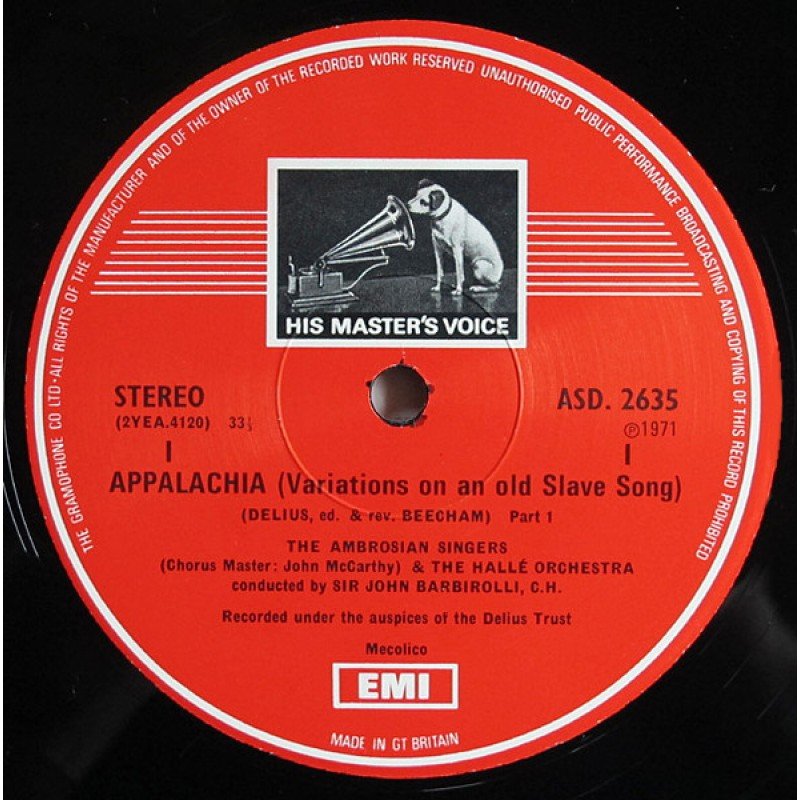 THE GRAMOPHONE CO LTD · ALL RIGHTS OF THE MANUFACTURER AND OF THE OWNER OF THE RECORDED WORK RESERVED UNAUTHORISED PUBLIC PERFORMANCE BROADCASTING AND COPYING OF THIS RECORD PROHIBITED
HIS MASTER'S VOICE
STEREO ASD. 2635
(2YEA.4120) 33⅓ ℗1971
I I
APPALACHIA (Variations on an old Slave Song)
(DELIUS, ed. & rev. BEECHAM) Part 1
THE AMBROSIAN SINGERS
(Chorus Master: John McCarthy) & THE HALLÉ ORCHESTRA
conducted by SIR JOHN BARBIROLLI, C.H.
Recorded under the auspices of the Delius Trust
Mecolico
EMI
MADE IN GT BRITAIN